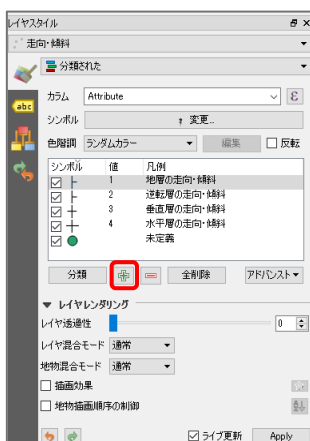 レイヤスタイル
走向・傾斜
分類された
abc
カラム Attribute ε
シンボル 変更...
色階調 ランダムカラー 編集 反転
シンボル 値 凡例
1 地層の走向・傾斜
2 逆転層の走向・傾斜
3 垂直層の走向・傾斜
4 水平層の走向・傾斜
未定義
分類 全削除 アドバンスト
レイヤレンダリング
レイヤ透過性 0
レイヤ混合モード 通常
地物混合モード 通常
描画効果
地物描画順序の制御
ライブ更新 Apply